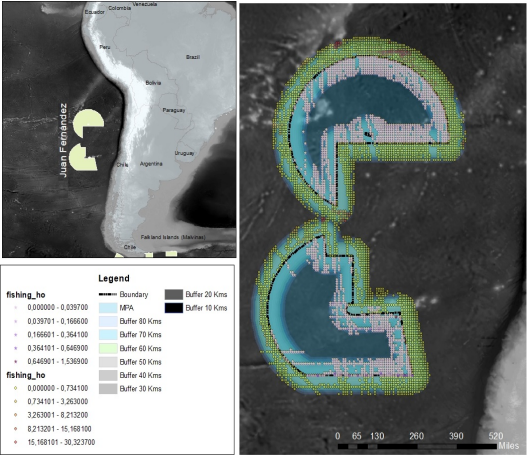 Venezuela
Colombia
Ecuador
Peru
Brazil
Bolivia
Paraguay
Juan Fernández
Uruguay
Chile
Argentina
Falkland Islands (Malvinas)
Chile
Legend
fishing_ho
0,000000 - 0,039700
0,039701 - 0,166600
0,166601 - 0,364100
0,364101 - 0,646900
0,646901 - 1,536900
fishing_ho
0,000000 - 0,734100
0,734101 - 3,263000
3,263001 - 8,213200
8,213201 - 15,168100
15,168101 - 30,323700
Boundary
MPA
Buffer 80 Kms
Buffer 70 Kms
Buffer 60 Kms
Buffer 50 Kms
Buffer 40 Kms
Buffer 30 Kms
Buffer 20 Kms
Buffer 10 Kms
0 65 130 260 390 520
Miles